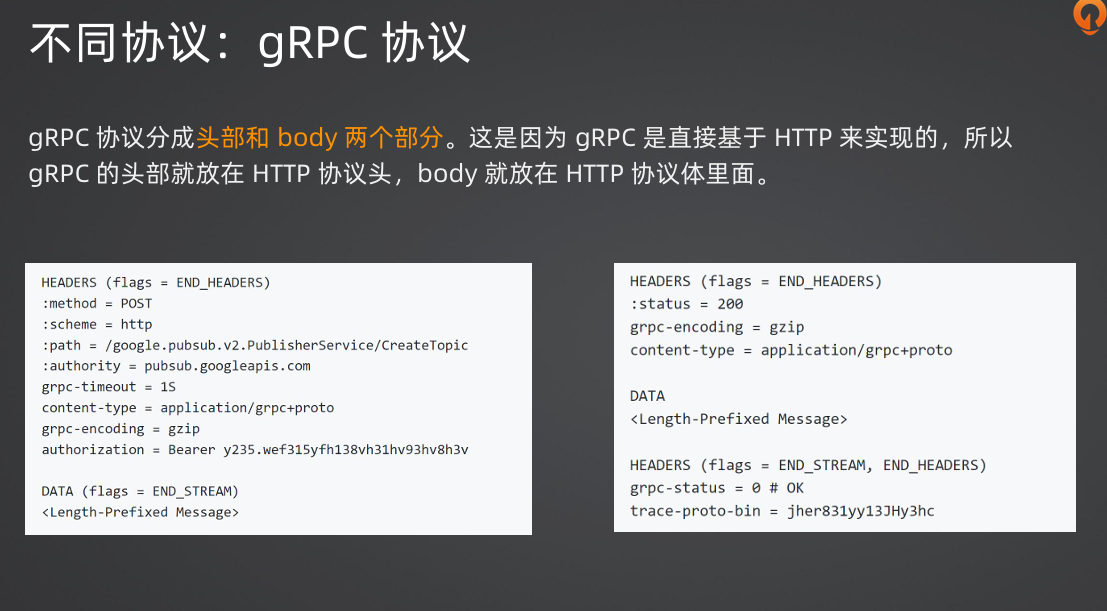 不同协议：gRPC 协议
gRPC 协议分成头部和 body 两个部分。这是因为 gRPC 是直接基于 HTTP 来实现的，所以
gRPC 的头部就放在 HTTP 协议头，body 就放在 HTTP 协议体里面。
HEADERS (flags = END_HEADERS)
:method = POST
:scheme = http
:path = /google.pubsub.v2.PublisherService/CreateTopic
:authority = pubsub.googleapis.com
grpc-timeout = 1S
content-type = application/grpc+proto
grpc-encoding = gzip
authorization = Bearer y235.wef315yfh138vh31hv93hv8h3v
DATA (flags = END_STREAM)
<Length-Prefixed Message>
HEADERS (flags = END_HEADERS)
:status = 200
grpc-encoding = gzip
content-type = application/grpc+proto
DATA
<Length-Prefixed Message>
HEADERS (flags = END_STREAM, END_HEADERS)
grpc-status = 0 # OK
trace-proto-bin = jher831yy13JHy3hc